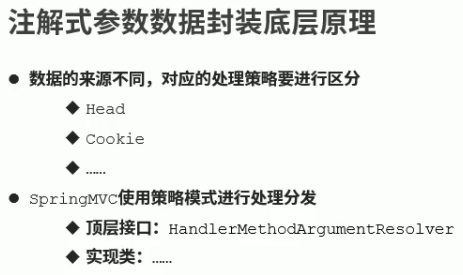 注解式参数数据封装底层原理
● 数据的来源不同，对应的处理策略要进行区分
◆ Head
◆ Cookie
◆ ……
● SpringMVC使用策略模式进行处理分发
◆ 顶层接口：HandlerMethodArgumentResolver
◆ 实现类：……